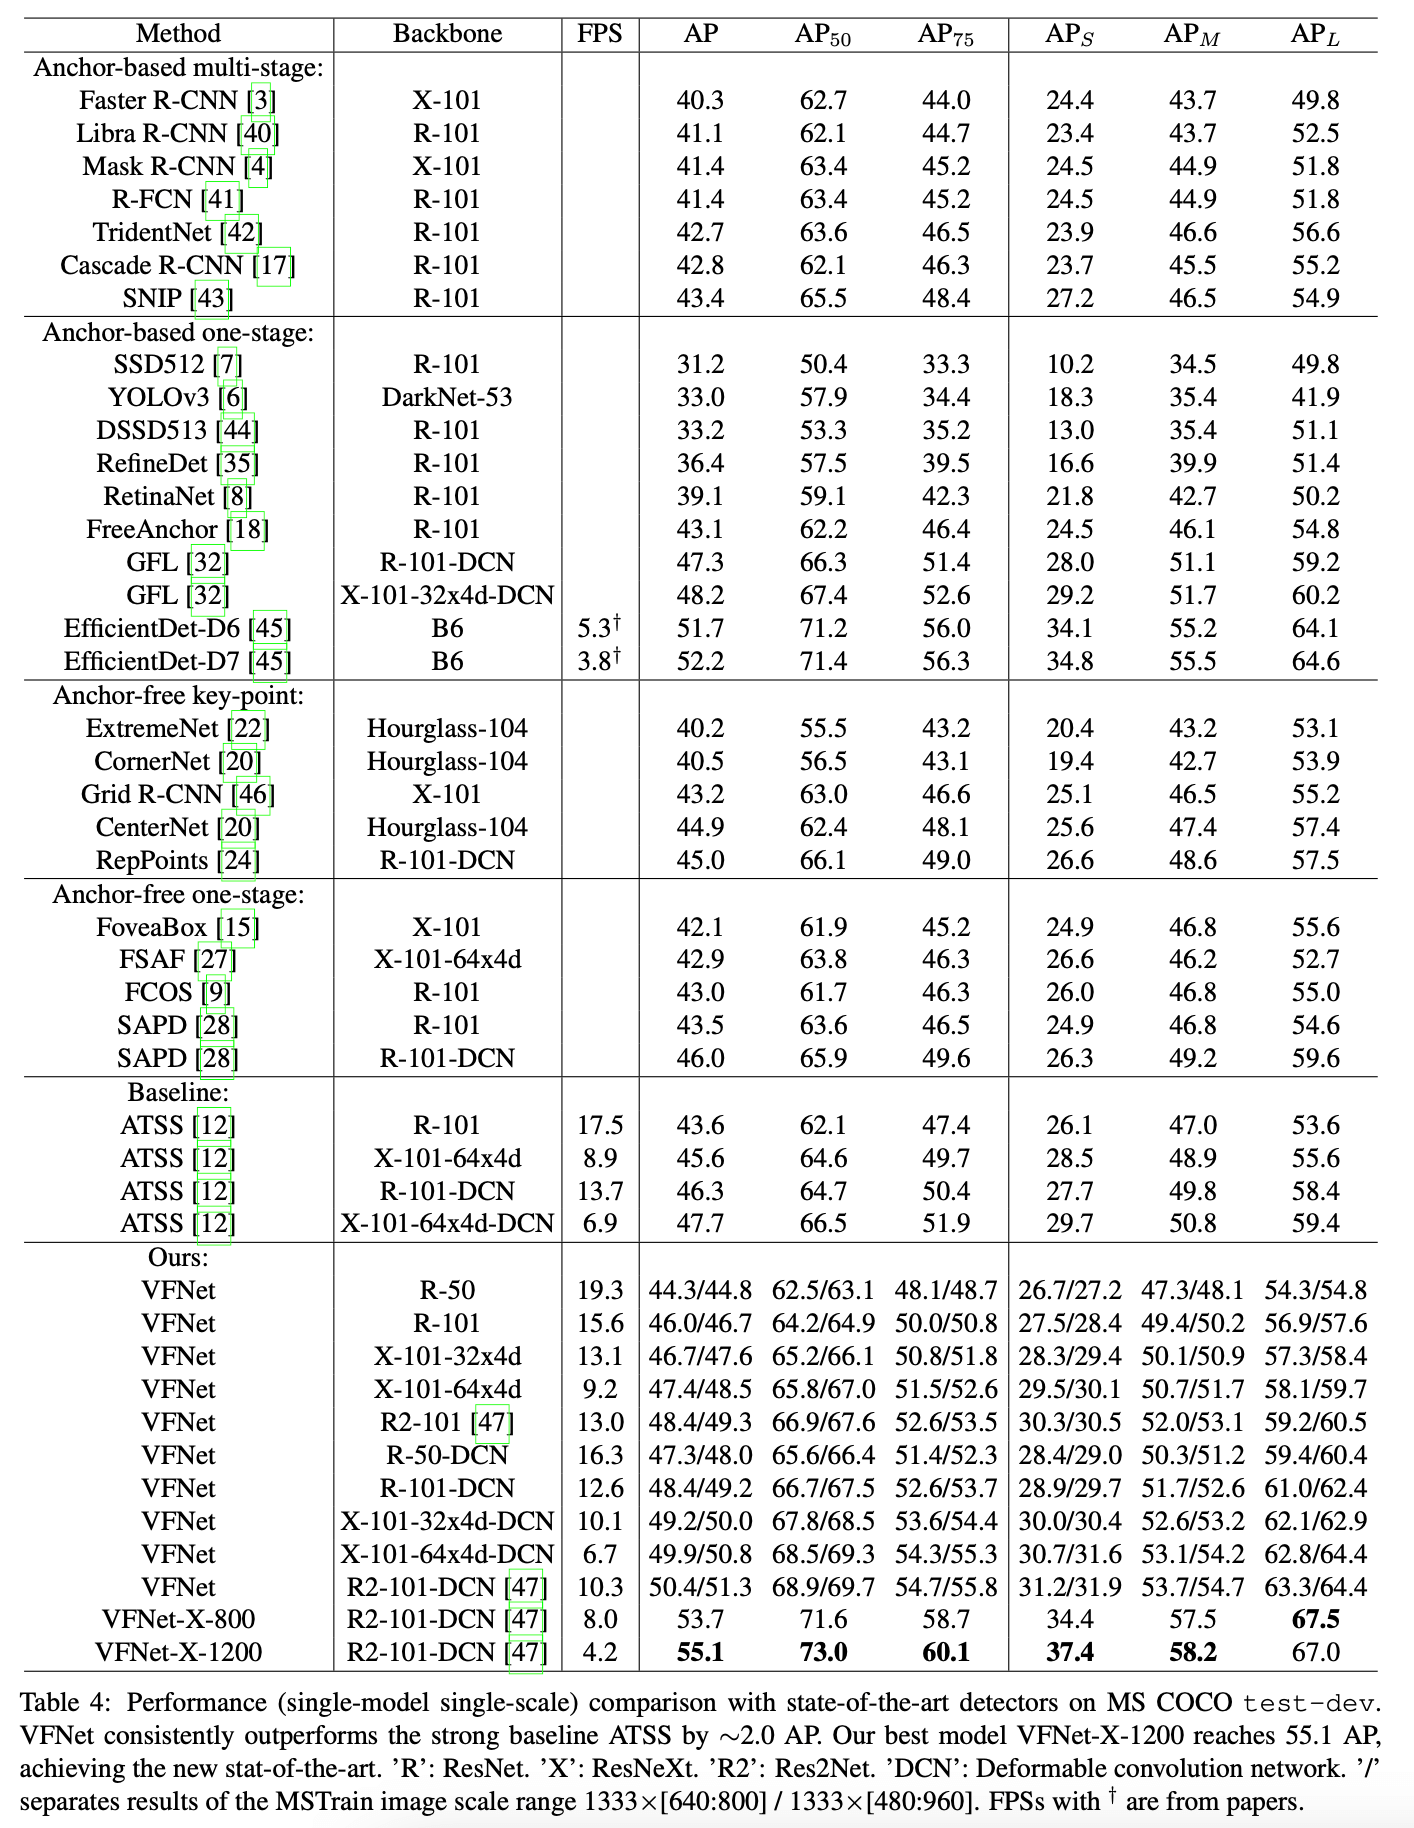 Method Backbone FPS AP AP50 AP75 APS APM APL
Anchor-based multi-stage:
Faster R-CNN [3] X-101 40.3 62.7 44.0 24.4 43.7 49.8
Libra R-CNN [40] R-101 41.1 62.1 44.7 23.4 43.7 52.5
Mask R-CNN [4] X-101 41.4 63.4 45.2 24.5 44.9 51.8
R-FCN [41] R-101 41.4 63.4 45.2 24.5 44.9 51.8
TridentNet [42] R-101 42.7 63.6 46.5 23.9 46.6 56.6
Cascade R-CNN [17] R-101 42.8 62.1 46.3 23.7 45.5 55.2
SNIP [43] R-101 43.4 65.5 48.4 27.2 46.5 54.9
Anchor-based one-stage:
SSD512 [7] R-101 31.2 50.4 33.3 10.2 34.5 49.8
YOLOv3 [6] DarkNet-53 33.0 57.9 34.4 18.3 35.4 41.9
DSSD513 [44] R-101 33.2 53.3 35.2 13.0 35.4 51.1
RefineDet [35] R-101 36.4 57.5 39.5 16.6 39.9 51.4
RetinaNet [8] R-101 39.1 59.1 42.3 21.8 42.7 50.2
FreeAnchor [18] R-101 43.1 62.2 46.4 24.5 46.1 54.8
GFL [32] R-101-DCN 47.3 66.3 51.4 28.0 51.1 59.2
GFL [32] X-101-32x4d-DCN 48.2 67.4 52.6 29.2 51.7 60.2
EfficientDet-D6 [45] B6 5.3† 51.7 71.2 56.0 34.1 55.2 64.1
EfficientDet-D7 [45] B6 3.8† 52.2 71.4 56.3 34.8 55.5 64.6
Anchor-free key-point:
ExtremeNet [22] Hourglass-104 40.2 55.5 43.2 20.4 43.2 53.1
CornerNet [20] Hourglass-104 40.5 56.5 43.1 19.4 42.7 53.9
Grid R-CNN [46] X-101 43.2 63.0 46.6 25.1 46.5 55.2
CenterNet [20] Hourglass-104 44.9 62.4 48.1 25.6 47.4 57.4
RepPoints [24] R-101-DCN 45.0 66.1 49.0 26.6 48.6 57.5
Anchor-free one-stage:
FoveaBox [15] X-101 42.1 61.9 45.2 24.9 46.8 55.6
FSAF [27] X-101-64x4d 42.9 63.8 46.3 26.6 46.2 52.7
FCOS [9] R-101 43.0 61.7 46.3 26.0 46.8 55.0
SAPD [28] R-101 43.5 63.6 46.5 24.9 46.8 54.6
SAPD [28] R-101-DCN 46.0 65.9 49.6 26.3 49.2 59.6
Baseline:
ATSS [12] R-101 17.5 43.6 62.1 47.4 26.1 47.0 53.6
ATSS [12] X-101-64x4d 8.9 45.6 64.6 49.7 28.5 48.9 55.6
ATSS [12] R-101-DCN 13.7 46.3 64.7 50.4 27.7 49.8 58.4
ATSS [12] X-101-64x4d-DCN 6.9 47.7 66.5 51.9 29.7 50.8 59.4
Ours:
VFNet R-50 19.3 44.3/44.8 62.5/63.1 48.1/48.7 26.7/27.2 47.3/48.1 54.3/54.8
VFNet R-101 15.6 46.0/46.7 64.2/64.9 50.0/50.8 27.5/28.4 49.4/50.2 56.9/57.6
VFNet X-101-32x4d 13.1 46.7/47.6 65.2/66.1 50.8/51.8 28.3/29.4 50.1/50.9 57.3/58.4
VFNet X-101-64x4d 9.2 47.4/48.5 65.8/67.0 51.5/52.6 29.5/30.1 50.7/51.7 58.1/59.7
VFNet R2-101 [47] 13.0 48.4/49.3 66.9/67.6 52.6/53.5 30.3/30.5 52.0/53.1 59.2/60.5
VFNet R-50-DCN 16.3 47.3/48.0 65.6/66.4 51.4/52.3 28.4/29.0 50.3/51.2 59.4/60.4
VFNet R-101-DCN 12.6 48.4/49.2 66.7/67.5 52.6/53.7 28.9/29.7 51.7/52.6 61.0/62.4
VFNet X-101-32x4d-DCN 10.1 49.2/50.0 67.8/68.5 53.6/54.4 30.0/30.4 52.6/53.2 62.1/62.9
VFNet X-101-64x4d-DCN 6.7 49.9/50.8 68.5/69.3 54.3/55.3 30.7/31.6 53.1/54.2 62.8/64.4
VFNet R2-101-DCN [47] 10.3 50.4/51.3 68.9/69.7 54.7/55.8 31.2/31.9 53.7/54.7 63.3/64.4
VFNet-X-800 R2-101-DCN [47] 8.0 53.7 71.6 58.7 34.4 57.5 67.5
VFNet-X-1200 R2-101-DCN [47] 4.2 55.1 73.0 60.1 37.4 58.2 67.0
Table 4: Performance (single-model single-scale) comparison with state-of-the-art detectors on MS COCO test-dev.
VFNet consistently outperforms the strong baseline ATSS by ∼2.0 AP. Our best model VFNet-X-1200 reaches 55.1 AP,
achieving the new stat-of-the-art. ’R’: ResNet. ’X’: ResNeXt. ’R2’: Res2Net. ’DCN’: Deformable convolution network. ’/’
separates results of the MSTrain image scale range 1333×[640:800] / 1333×[480:960]. FPSs with † are from papers.